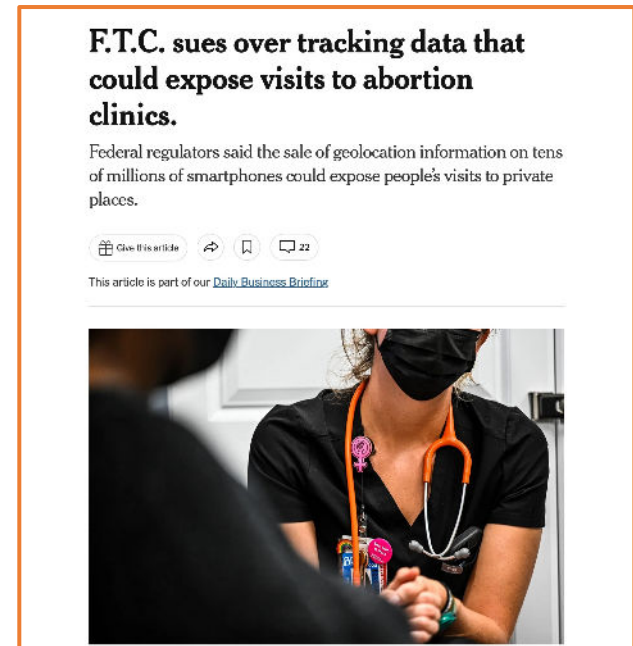 F.T.C. sues over tracking data that
could expose visits to abortion
clinics.
Federal regulators said the sale of geolocation information on tens
of millions of smartphones could expose people's visits to private
places.
Give this article
22
This article is part of our Daily Business Briefing